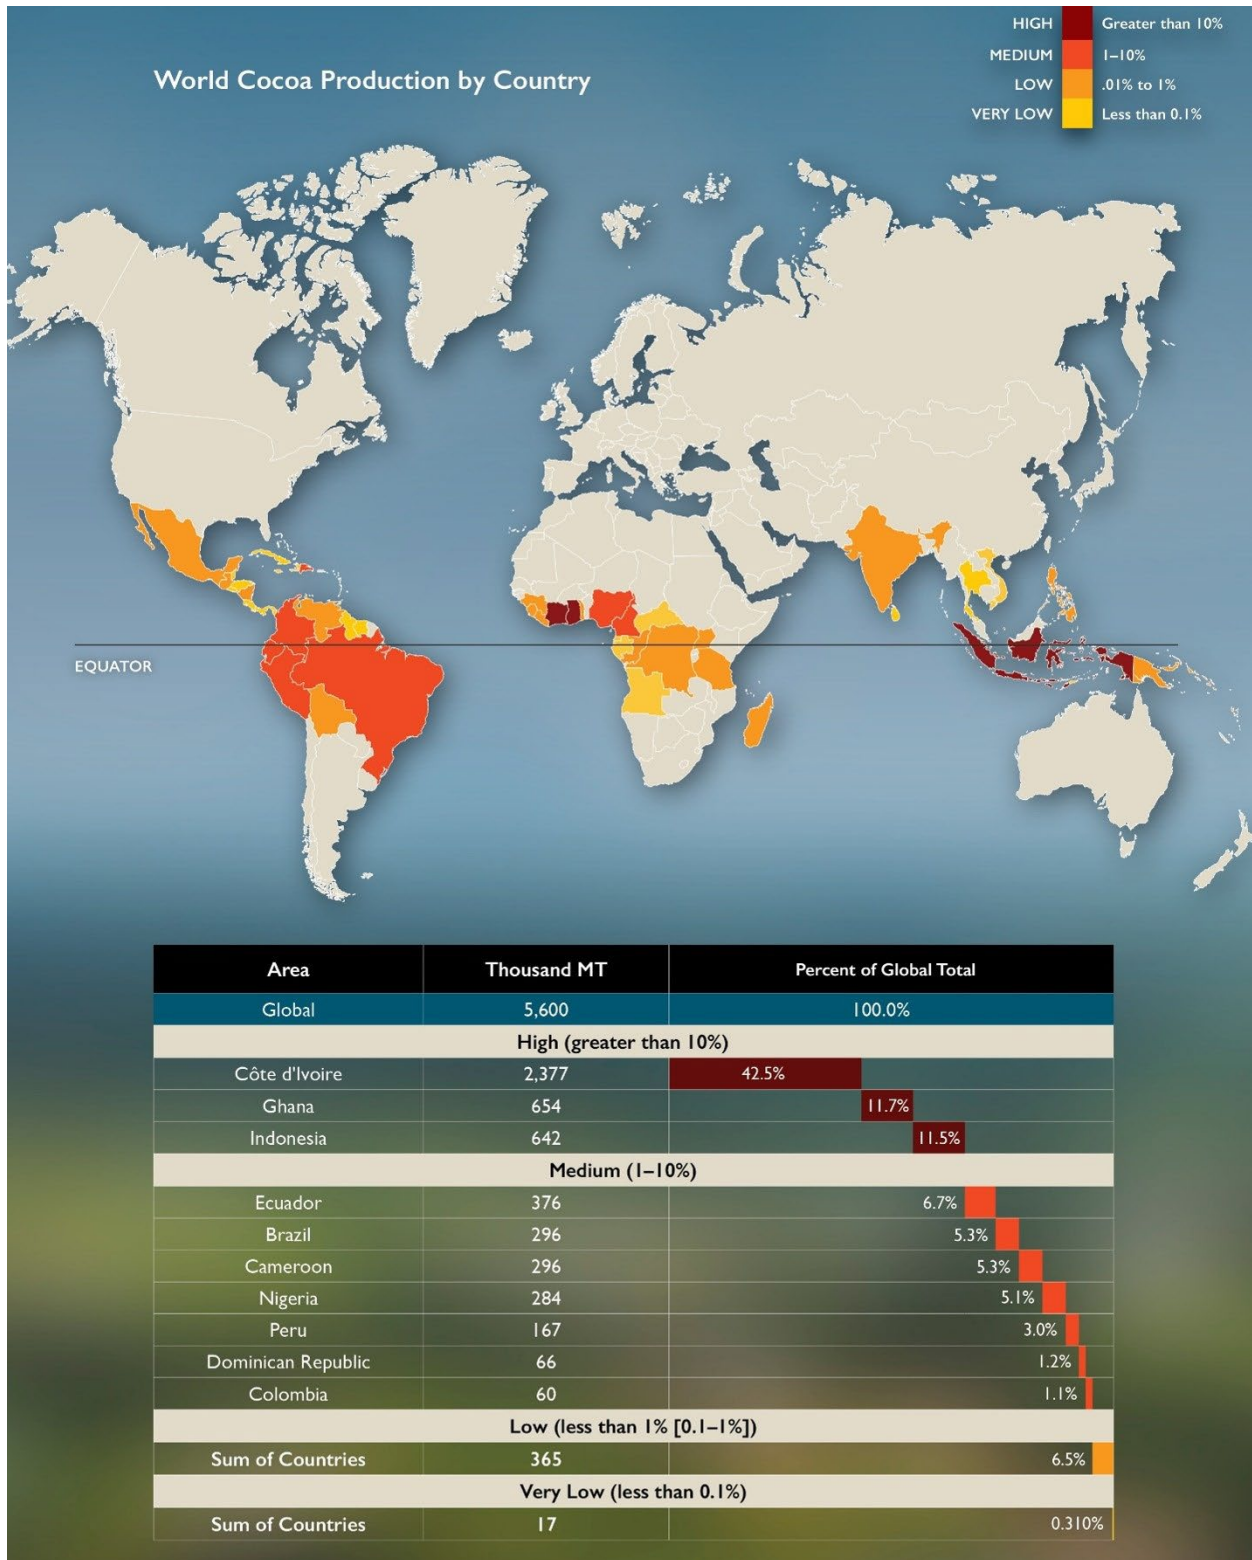 HIGH Greater than 10%
MEDIUM 1–10%
LOW .01% to 1%
VERY LOW Less than 0.1%
World Cocoa Production by Country
EQUATOR
Area Thousand MT Percent of Global Total
Global 5,600 100.0%
High (greater than 10%)
Côte d'Ivoire 2,377 42.5%
Ghana 654 11.7%
Indonesia 642 11.5%
Medium (1–10%)
Ecuador 376 6.7%
Brazil 296 5.3%
Cameroon 296 5.3%
Nigeria 284 5.1%
Peru 167 3.0%
Dominican Republic 66 1.2%
Colombia 60 1.1%
Low (less than 1% [0.1–1%])
Sum of Countries 365 6.5%
Very Low (less than 0.1%)
Sum of Countries 17 0.310%